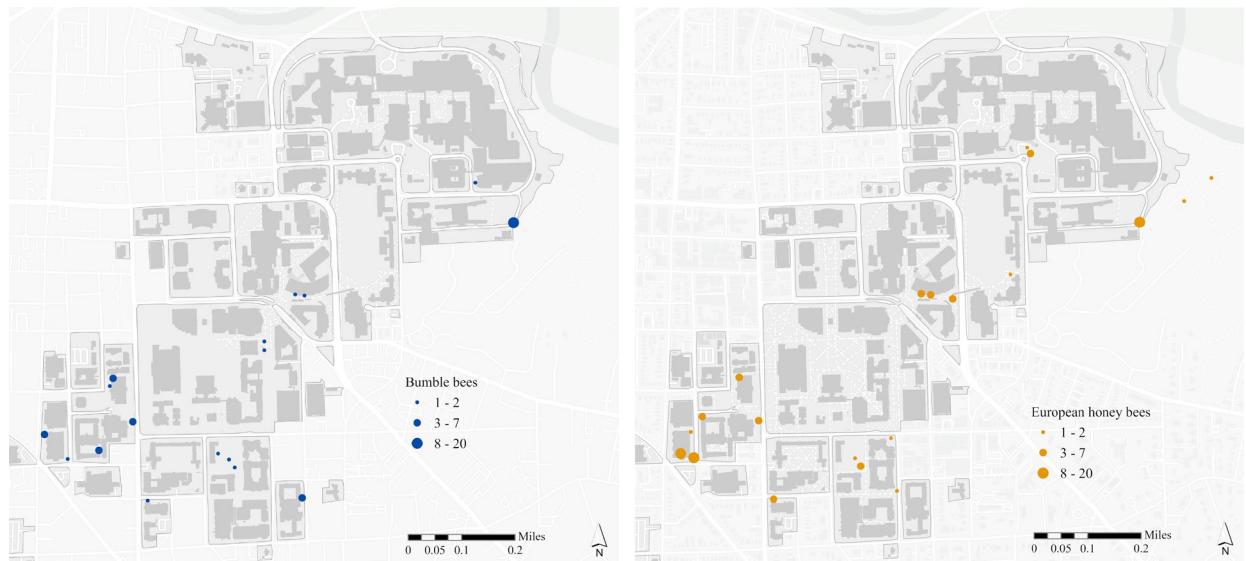 Bumble bees
1 - 2
3 - 7
8 - 20
Miles
0 0.05 0.1 0.2
N
European honey bees
1 - 2
3 - 7
8 - 20
Miles
0 0.05 0.1 0.2
N